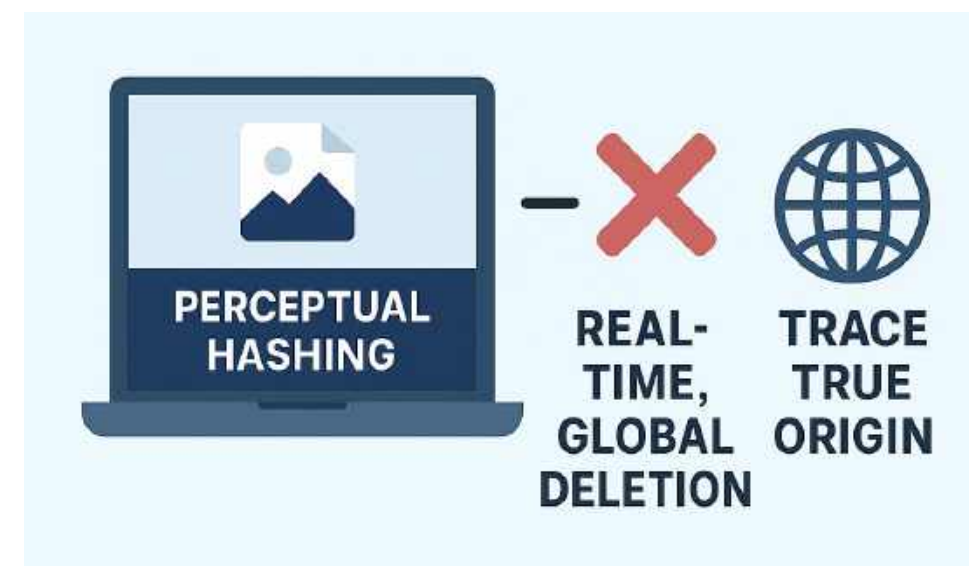 PERCEPTUAL
HASHING
REAL-
TIME,
GLOBAL
DELETION
TRACE
TRUE
ORIGIN